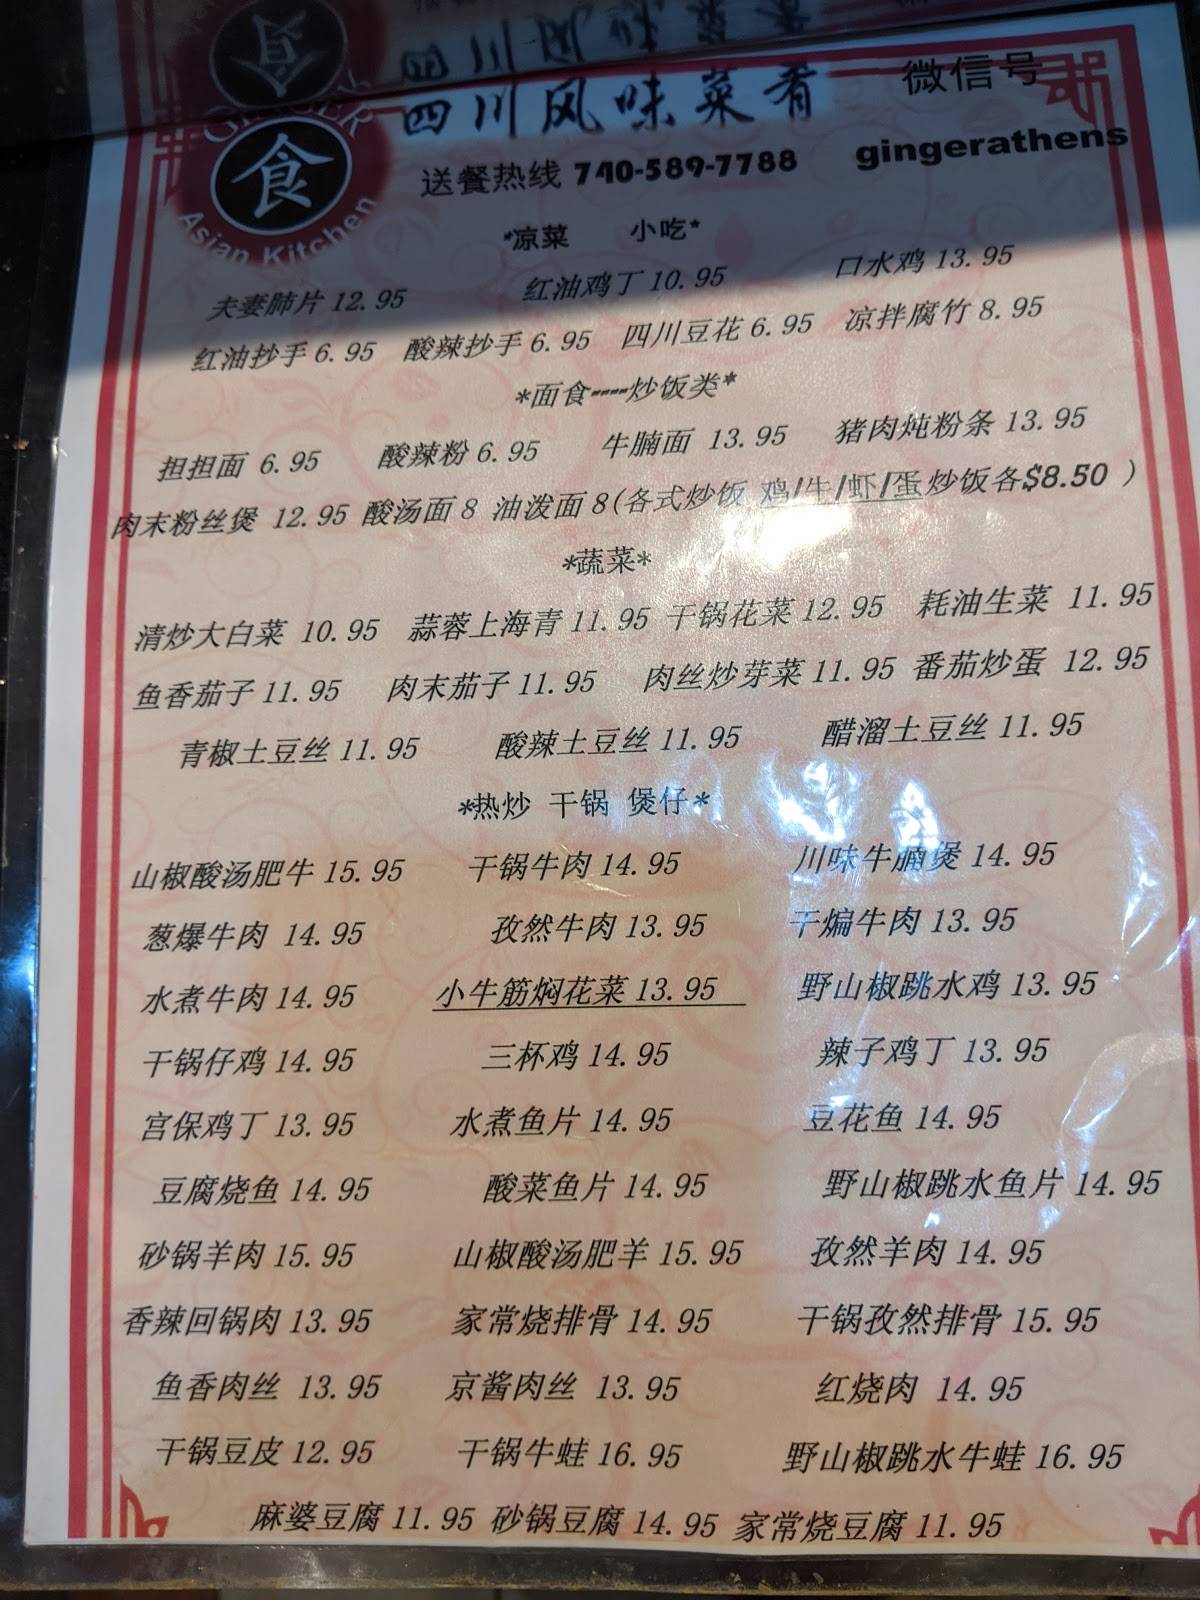 食
GINGER
Asian Kitchen
四川风味菜肴
微信号
送餐热线 740-589-7788 gingerathens
*凉菜 小吃*
夫妻肺片 12.95 红油鸡丁 10.95 口水鸡 13.95
红油抄手 6.95 酸辣抄手 6.95 四川豆花 6.95 凉拌腐竹 8.95
*面食----炒饭类*
担担面 6.95 酸辣粉 6.95 牛腩面 13.95 猪肉炖粉条 13.95
肉末粉丝煲 12.95 酸汤面 8 油泼面 8(各式炒饭 鸡/牛/虾/蛋炒饭各$8.50 )
*蔬菜*
清炒大白菜 10.95 蒜蓉上海青 11.95 干锅花菜 12.95 耗油生菜 11.95
鱼香茄子 11.95 肉末茄子 11.95 肉丝炒芽菜 11.95 番茄炒蛋 12.95
青椒土豆丝 11.95 酸辣土豆丝 11.95 醋溜土豆丝 11.95
*热炒 干锅 煲仔*
山椒酸汤肥牛 15.95 干锅牛肉 14.95 川味牛腩煲 14.95
葱爆牛肉 14.95 孜然牛肉 13.95 干煸牛肉 13.95
水煮牛肉 14.95 小牛筋焖花菜 13.95 野山椒跳水鸡 13.95
干锅仔鸡 14.95 三杯鸡 14.95 辣子鸡丁 13.95
宫保鸡丁 13.95 水煮鱼片 14.95 豆花鱼 14.95
豆腐烧鱼 14.95 酸菜鱼片 14.95 野山椒跳水鱼片 14.95
砂锅羊肉 15.95 山椒酸汤肥羊 15.95 孜然羊肉 14.95
香辣回锅肉 13.95 家常烧排骨 14.95 干锅孜然排骨 15.95
鱼香肉丝 13.95 京酱肉丝 13.95 红烧肉 14.95
干锅豆皮 12.95 干锅牛蛙 16.95 野山椒跳水牛蛙 16.95
麻婆豆腐 11.95 砂锅豆腐 14.95 家常烧豆腐 11.95